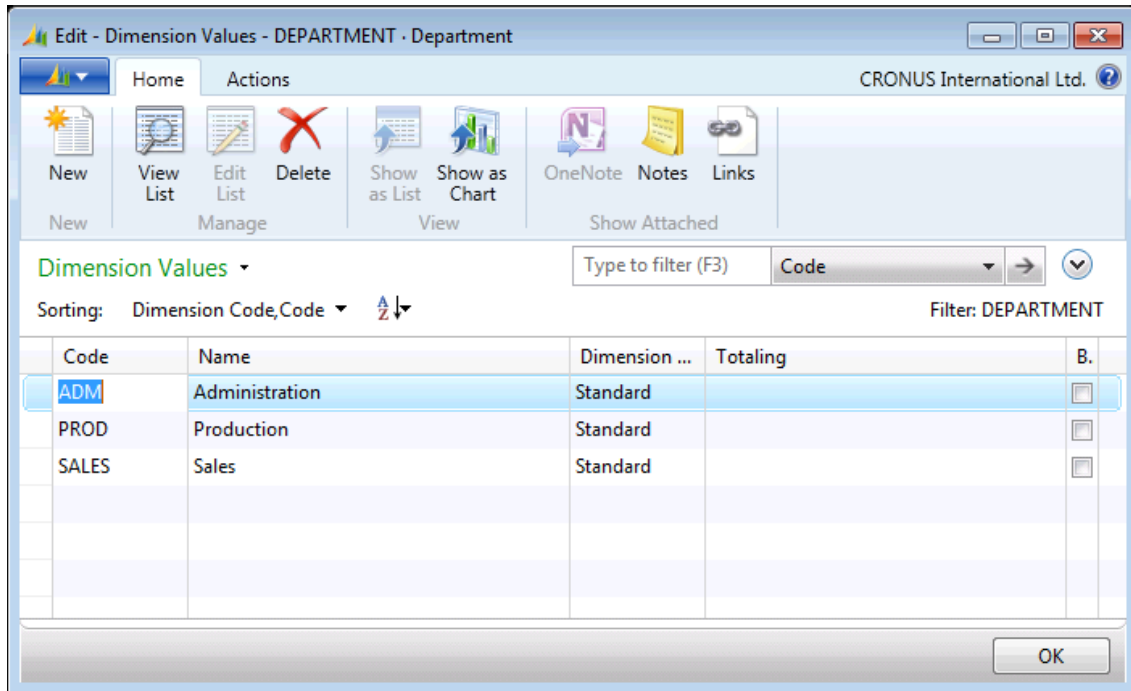 Edit - Dimension Values - DEPARTMENT · Department
Home Actions CRONUS International Ltd.
New View List Edit List Delete Show as List Show as Chart OneNote Notes Links
New Manage View Show Attached
Dimension Values Type to filter (F3) Code
Sorting: Dimension Code,Code Filter: DEPARTMENT
Code Name Dimension ... Totaling B.
ADM Administration Standard
PROD Production Standard
SALES Sales Standard
OK